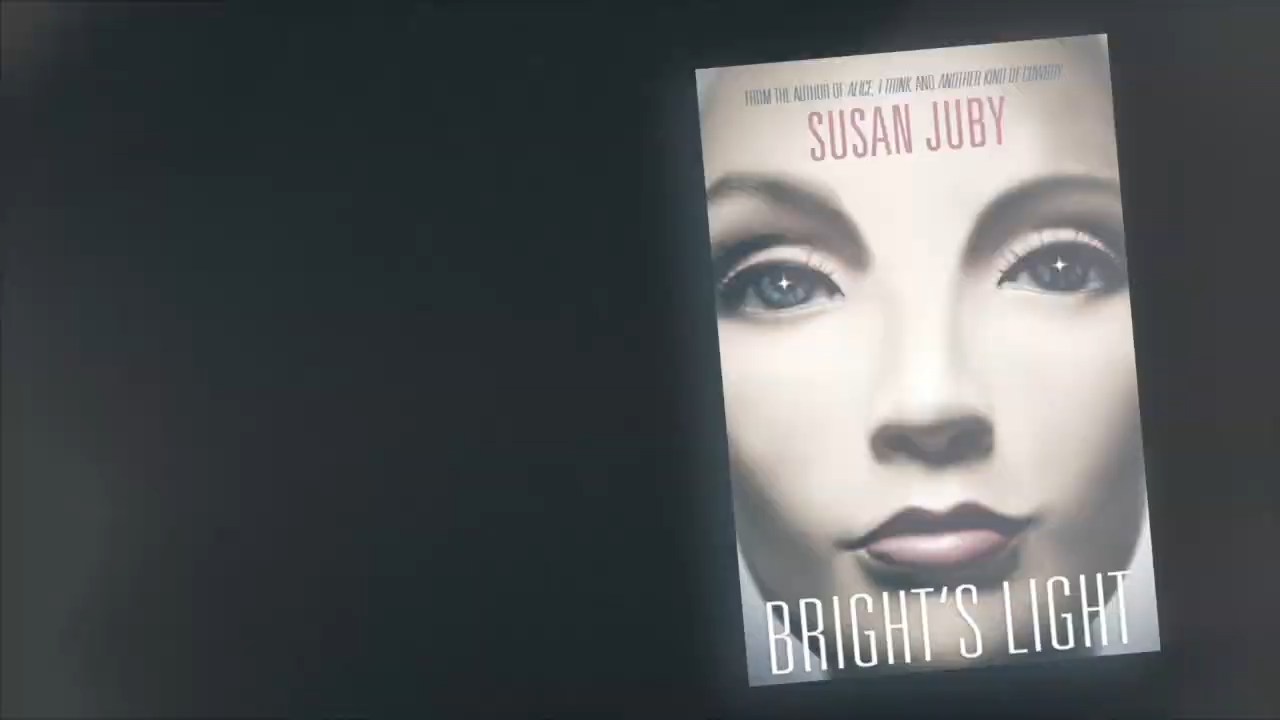 FROM THE AUTHOR OF ALICE, I THINK AND ANOTHER KIND OF COWBOY
SUSAN JUBY
BRIGHT'S LIGHT